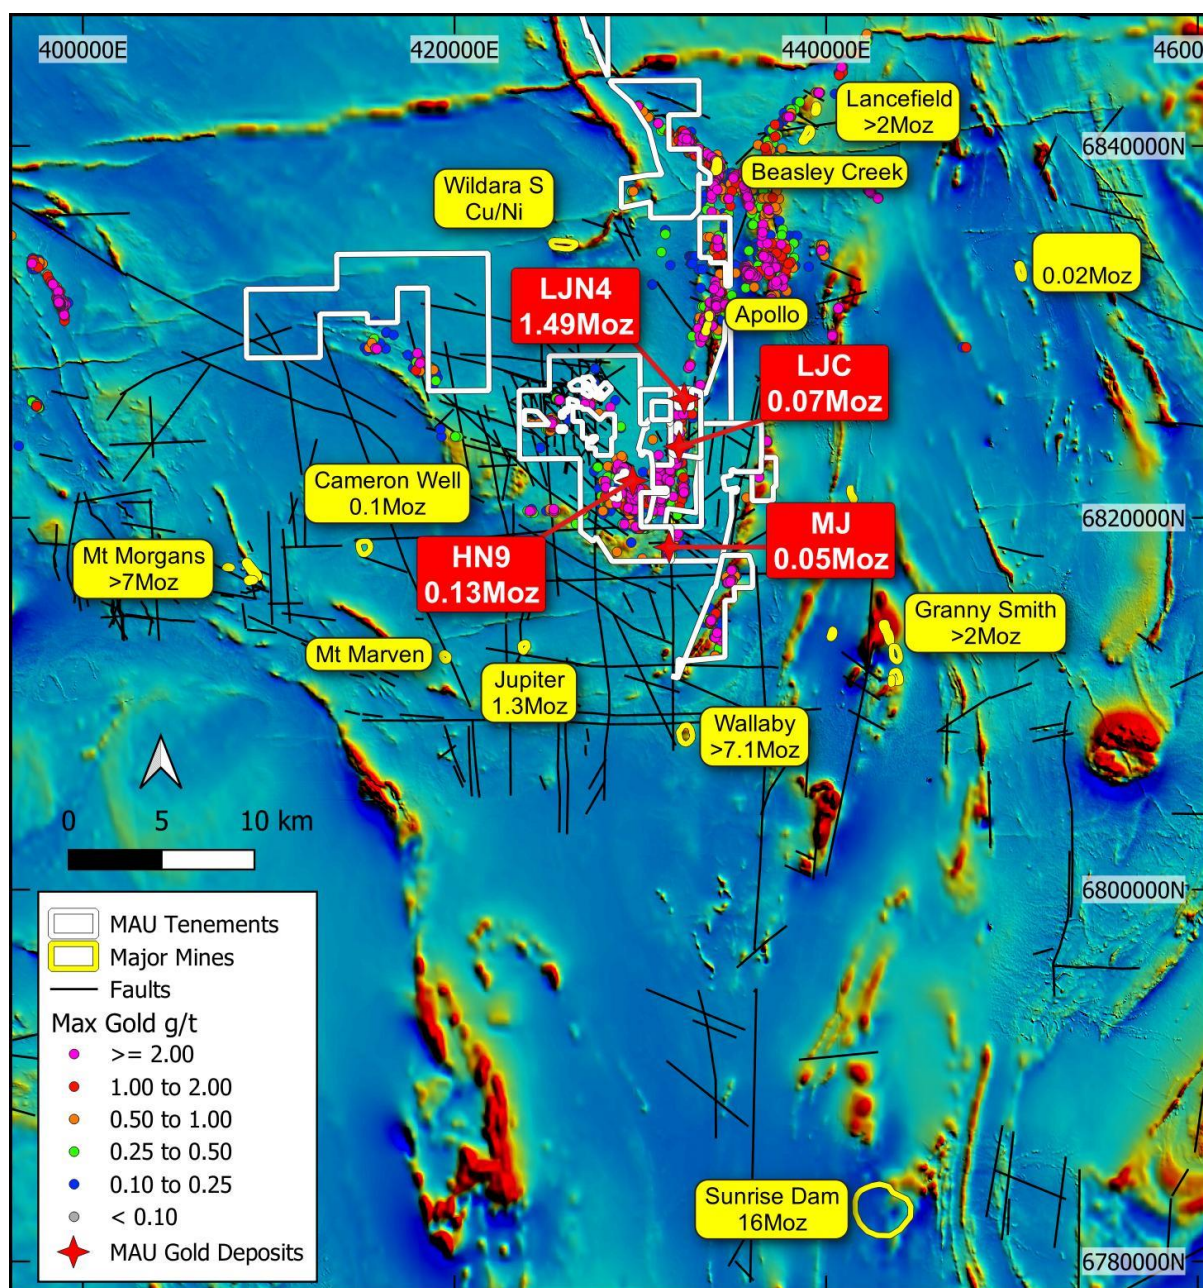 400000E
420000E
440000E
4600
Lancefield
>2Moz
6840000N
Beasley Creek
Wildara S
Cu/Ni
0.02Moz
LJN4
1.49Moz
Apollo
LJC
0.07Moz
Cameron Well
0.1Moz
6820000N
MJ
0.05Moz
HN9
0.13Moz
Mt Morgans
>7Moz
Granny Smith
>2Moz
Mt Marven
Jupiter
1.3Moz
Wallaby
>7.1Moz
0 5 10 km
6800000N
MAU Tenements
Major Mines
Faults
Max Gold g/t
>= 2.00
1.00 to 2.00
0.50 to 1.00
0.25 to 0.50
0.10 to 0.25
< 0.10
MAU Gold Deposits
Sunrise Dam
16Moz
6780000N